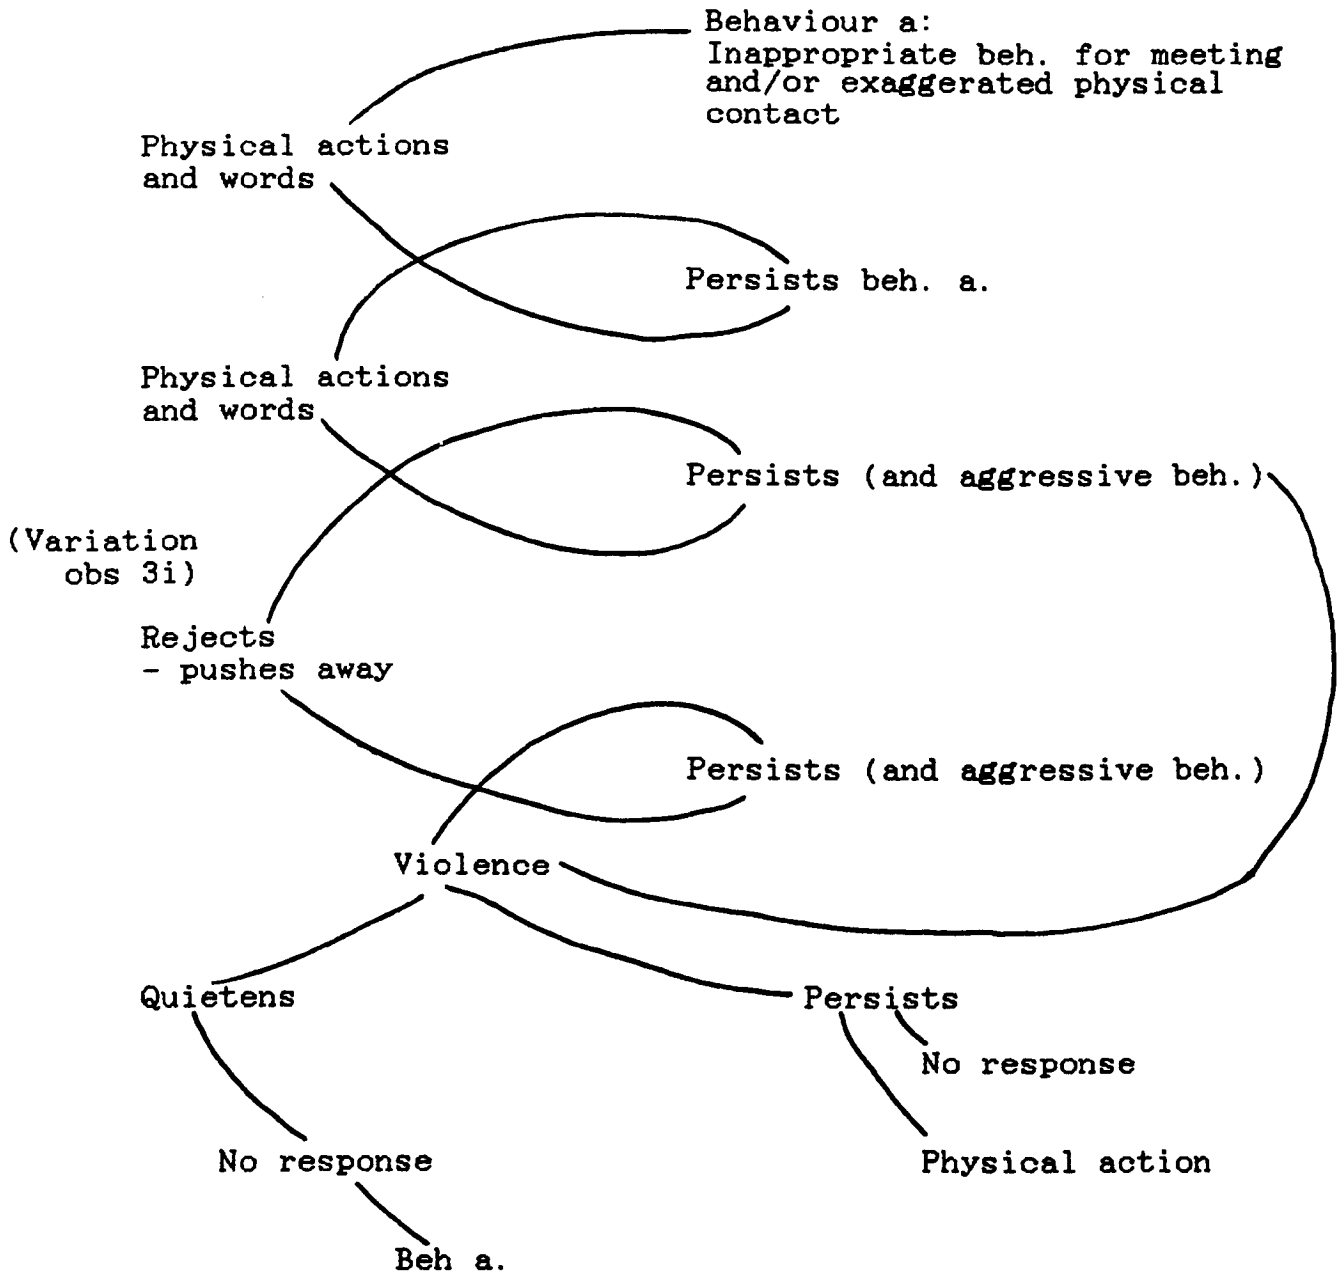 Behaviour a:
Inappropriate beh. for meeting
and/or exaggerated physical
contact
Physical actions
and words
Persists beh. a.
Physical actions
and words
Persists (and aggressive beh.)
(Variation
obs 3i)
Rejects
- pushes away
Persists (and aggressive beh.)
Violence
Quietens
Persists
No response
No response
Physical action
Beh a.